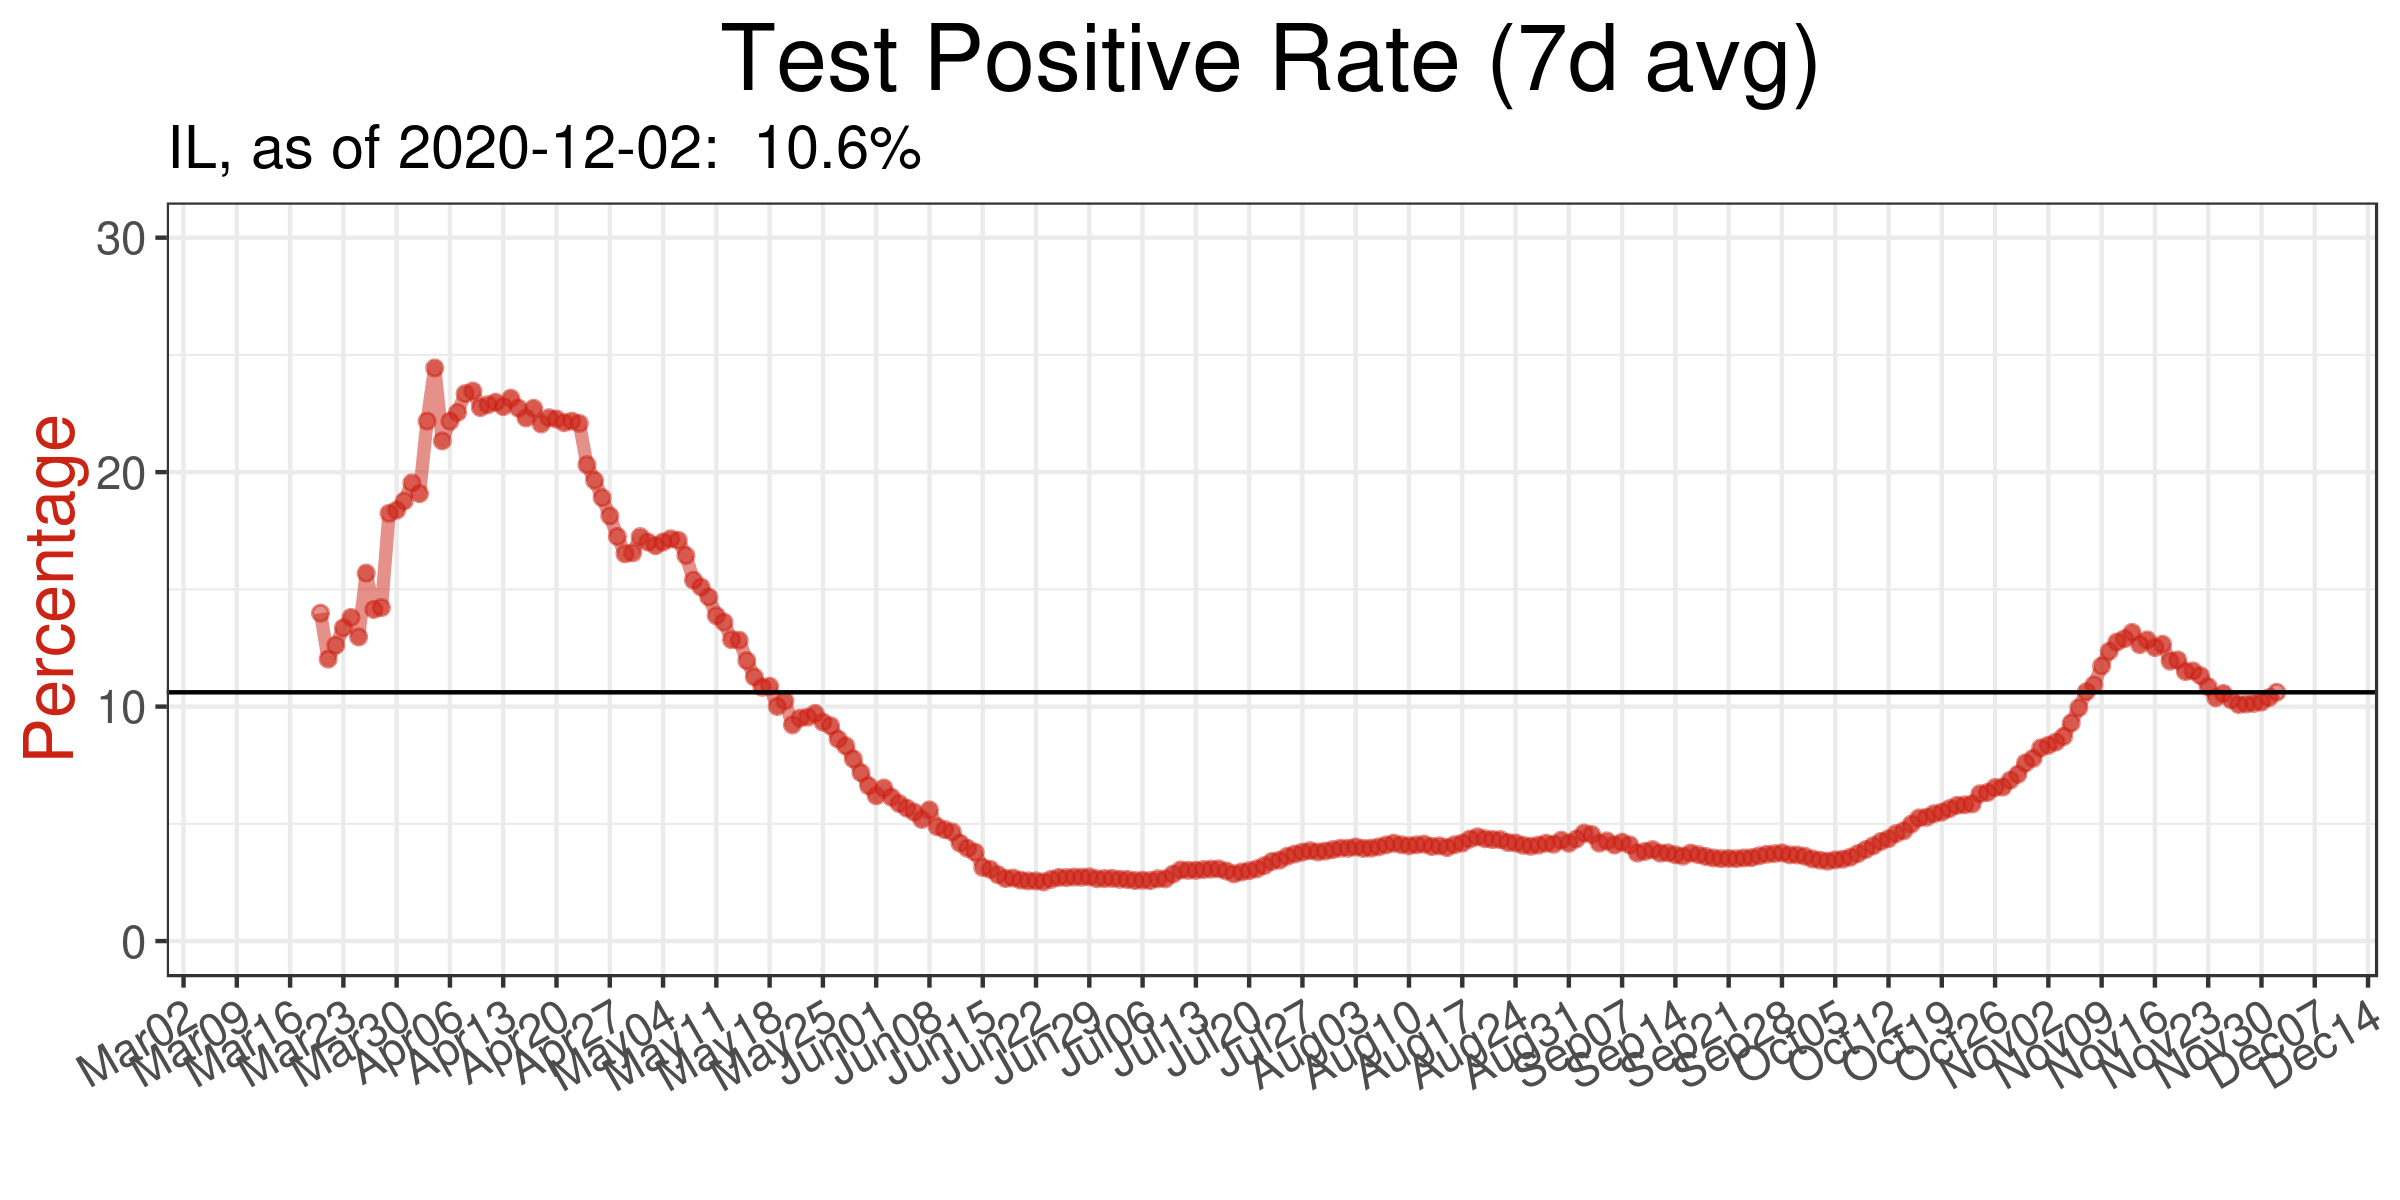 Test Positive Rate (7d avg)
IL, as of 2020-12-02:  10.6%
Percentage
30
20
10
0
Mar02
Mar09
Mar16
Mar23
Mar30
Apr06
Apr13
Apr20
Apr27
May04
May11
May18
May25
Jun01
Jun08
Jun15
Jun22
Jun29
Jul06
Jul13
Jul20
Jul27
Aug03
Aug10
Aug17
Aug24
Aug31
Sep07
Sep14
Sep21
Sep28
Oct05
Oct12
Oct19
Oct26
Nov02
Nov09
Nov16
Nov23
Nov30
Dec07
Dec14